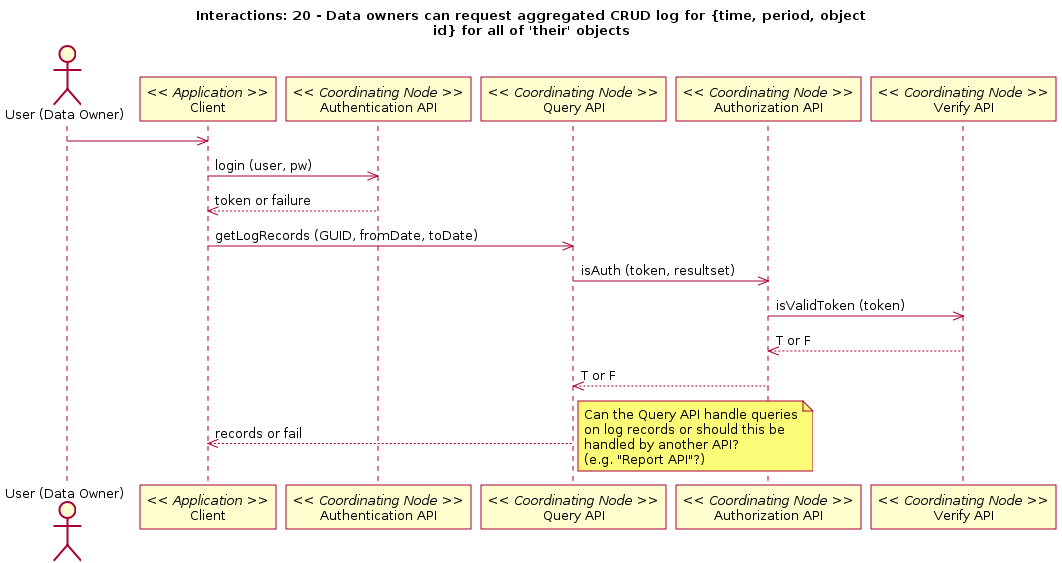 Interactions: 20 - Data owners can request aggregated CRUD log for {time, period, object
id} for all of 'their' objects
User (Data Owner)
<< Application >>
Client
<< Coordinating Node >>
Authentication API
<< Coordinating Node >>
Query API
<< Coordinating Node >>
Authorization API
<< Coordinating Node >>
Verify API
login (user, pw)
token or failure
getLogRecords (GUID, fromDate, toDate)
isAuth (token, resultset)
isValidToken (token)
T or F
T or F
Can the Query API handle queries
on log records or should this be
handled by another API?
(e.g. "Report API"?)
records or fail
User (Data Owner)
<< Application >>
Client
<< Coordinating Node >>
Authentication API
<< Coordinating Node >>
Query API
<< Coordinating Node >>
Authorization API
<< Coordinating Node >>
Verify API